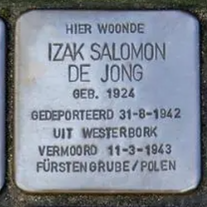 HIER WOONDE
IZAK SALOMON
DE JONG
GEB. 1924
GEDEPORTEERD 31-8-1942
UIT WESTERBORK
VERMOORD 11-3-1943
FÜRSTENGRUBE/POLEN